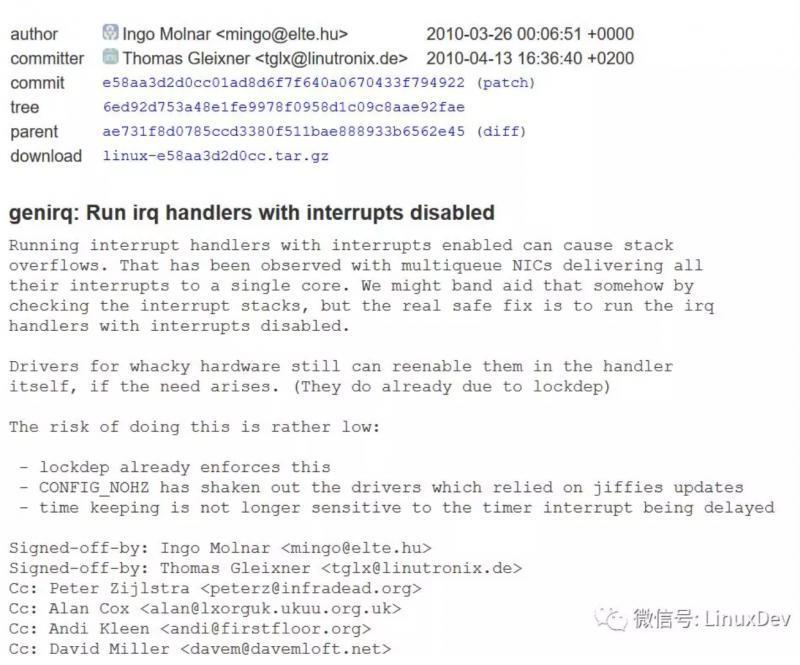 author Ingo Molnar <mingo@elte.hu> 2010-03-26 00:06:51 +0000
committer Thomas Gleixner <tglx@linutronix.de> 2010-04-13 16:36:40 +0200
commit e58aa3d2d0cc01ad8d6f7f640a0670433f794922 (patch)
tree 6ed92d753a48e1fe9978f0958d1c09c8aae92fae
parent ae731f8d0785ccd3380f511bae888933b6562e45 (diff)
download linux-e58aa3d2d0cc.tar.gz
genirq: Run irq handlers with interrupts disabled
Running interrupt handlers with interrupts enabled can cause stack
overflows. That has been observed with multiqueue NICs delivering all
their interrupts to a single core. We might band aid that somehow by
checking the interrupt stacks, but the real safe fix is to run the irq
handlers with interrupts disabled.
Drivers for whacky hardware still can reenable them in the handler
itself, if the need arises. (They do already due to lockdep)
The risk of doing this is rather low:
- lockdep already enforces this
- CONFIG_NOHZ has shaken out the drivers which relied on jiffies updates
- time keeping is not longer sensitive to the timer interrupt being delayed
Signed-off-by: Ingo Molnar <mingo@elte.hu>
Signed-off-by: Thomas Gleixner <tglx@linutronix.de>
Cc: Peter Zijlstra <peterz@infradead.org>
Cc: Alan Cox <alan@lxorguk.ukuu.org.uk>
Cc: Andi Kleen <andi@firstfloor.org>
Cc: David Miller <davem@davemloft.net>
微信号: LinuxDev